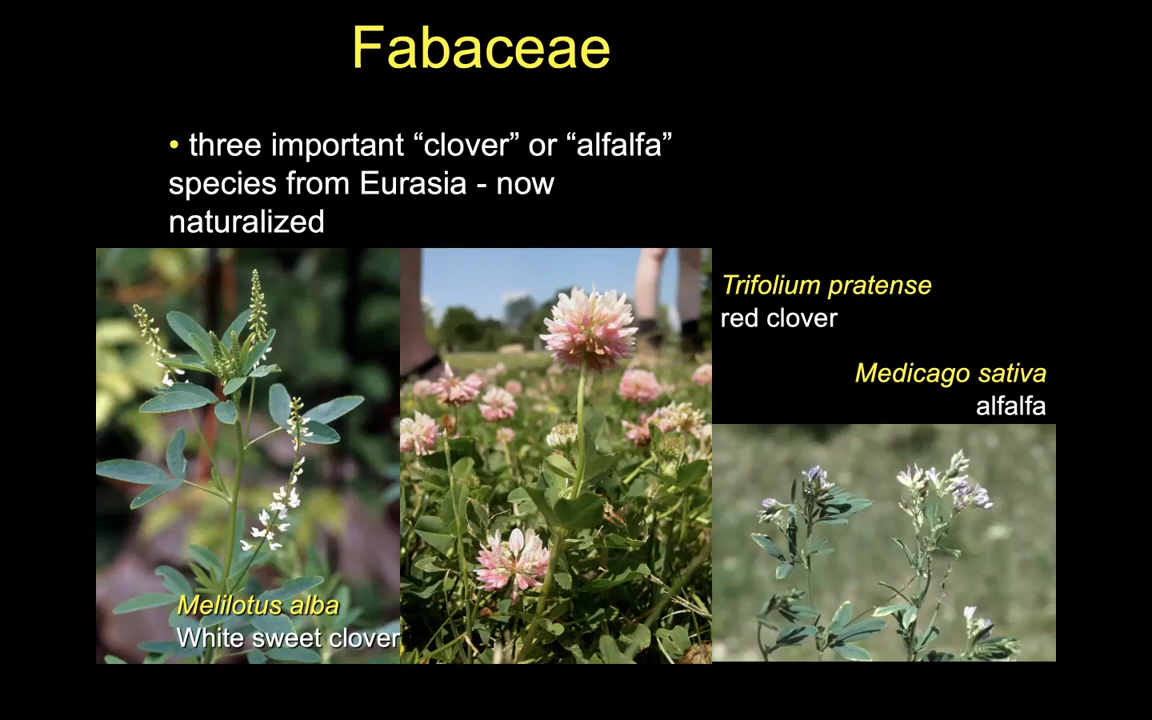 Fabaceae
• three important “clover” or “alfalfa”
species from Eurasia - now
naturalized
Trifolium pratense
red clover
Medicago sativa
alfalfa
Melilotus alba
White sweet clover